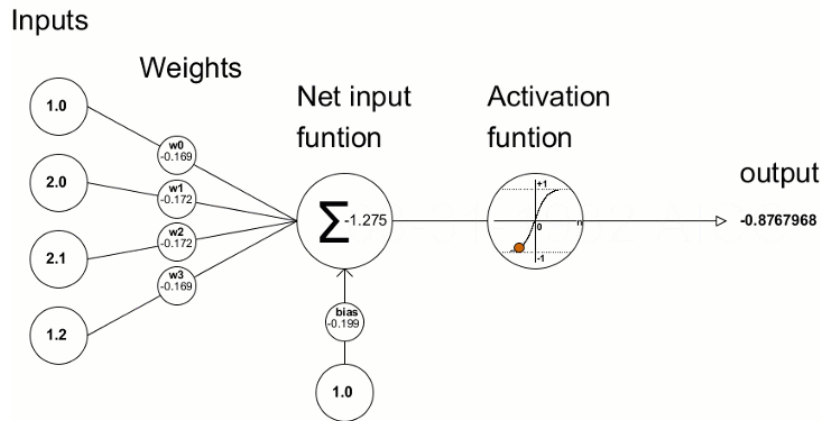 Inputs
Weights
Net input
funtion
Activation
funtion
output
1.0
2.0
2.1
1.2
w0
-0.169
w1
-0.172
w2
-0.172
w3
-0.169
∑-1.275
bias
-0.199
1.0
+1
0
n
-1
-0.8767968